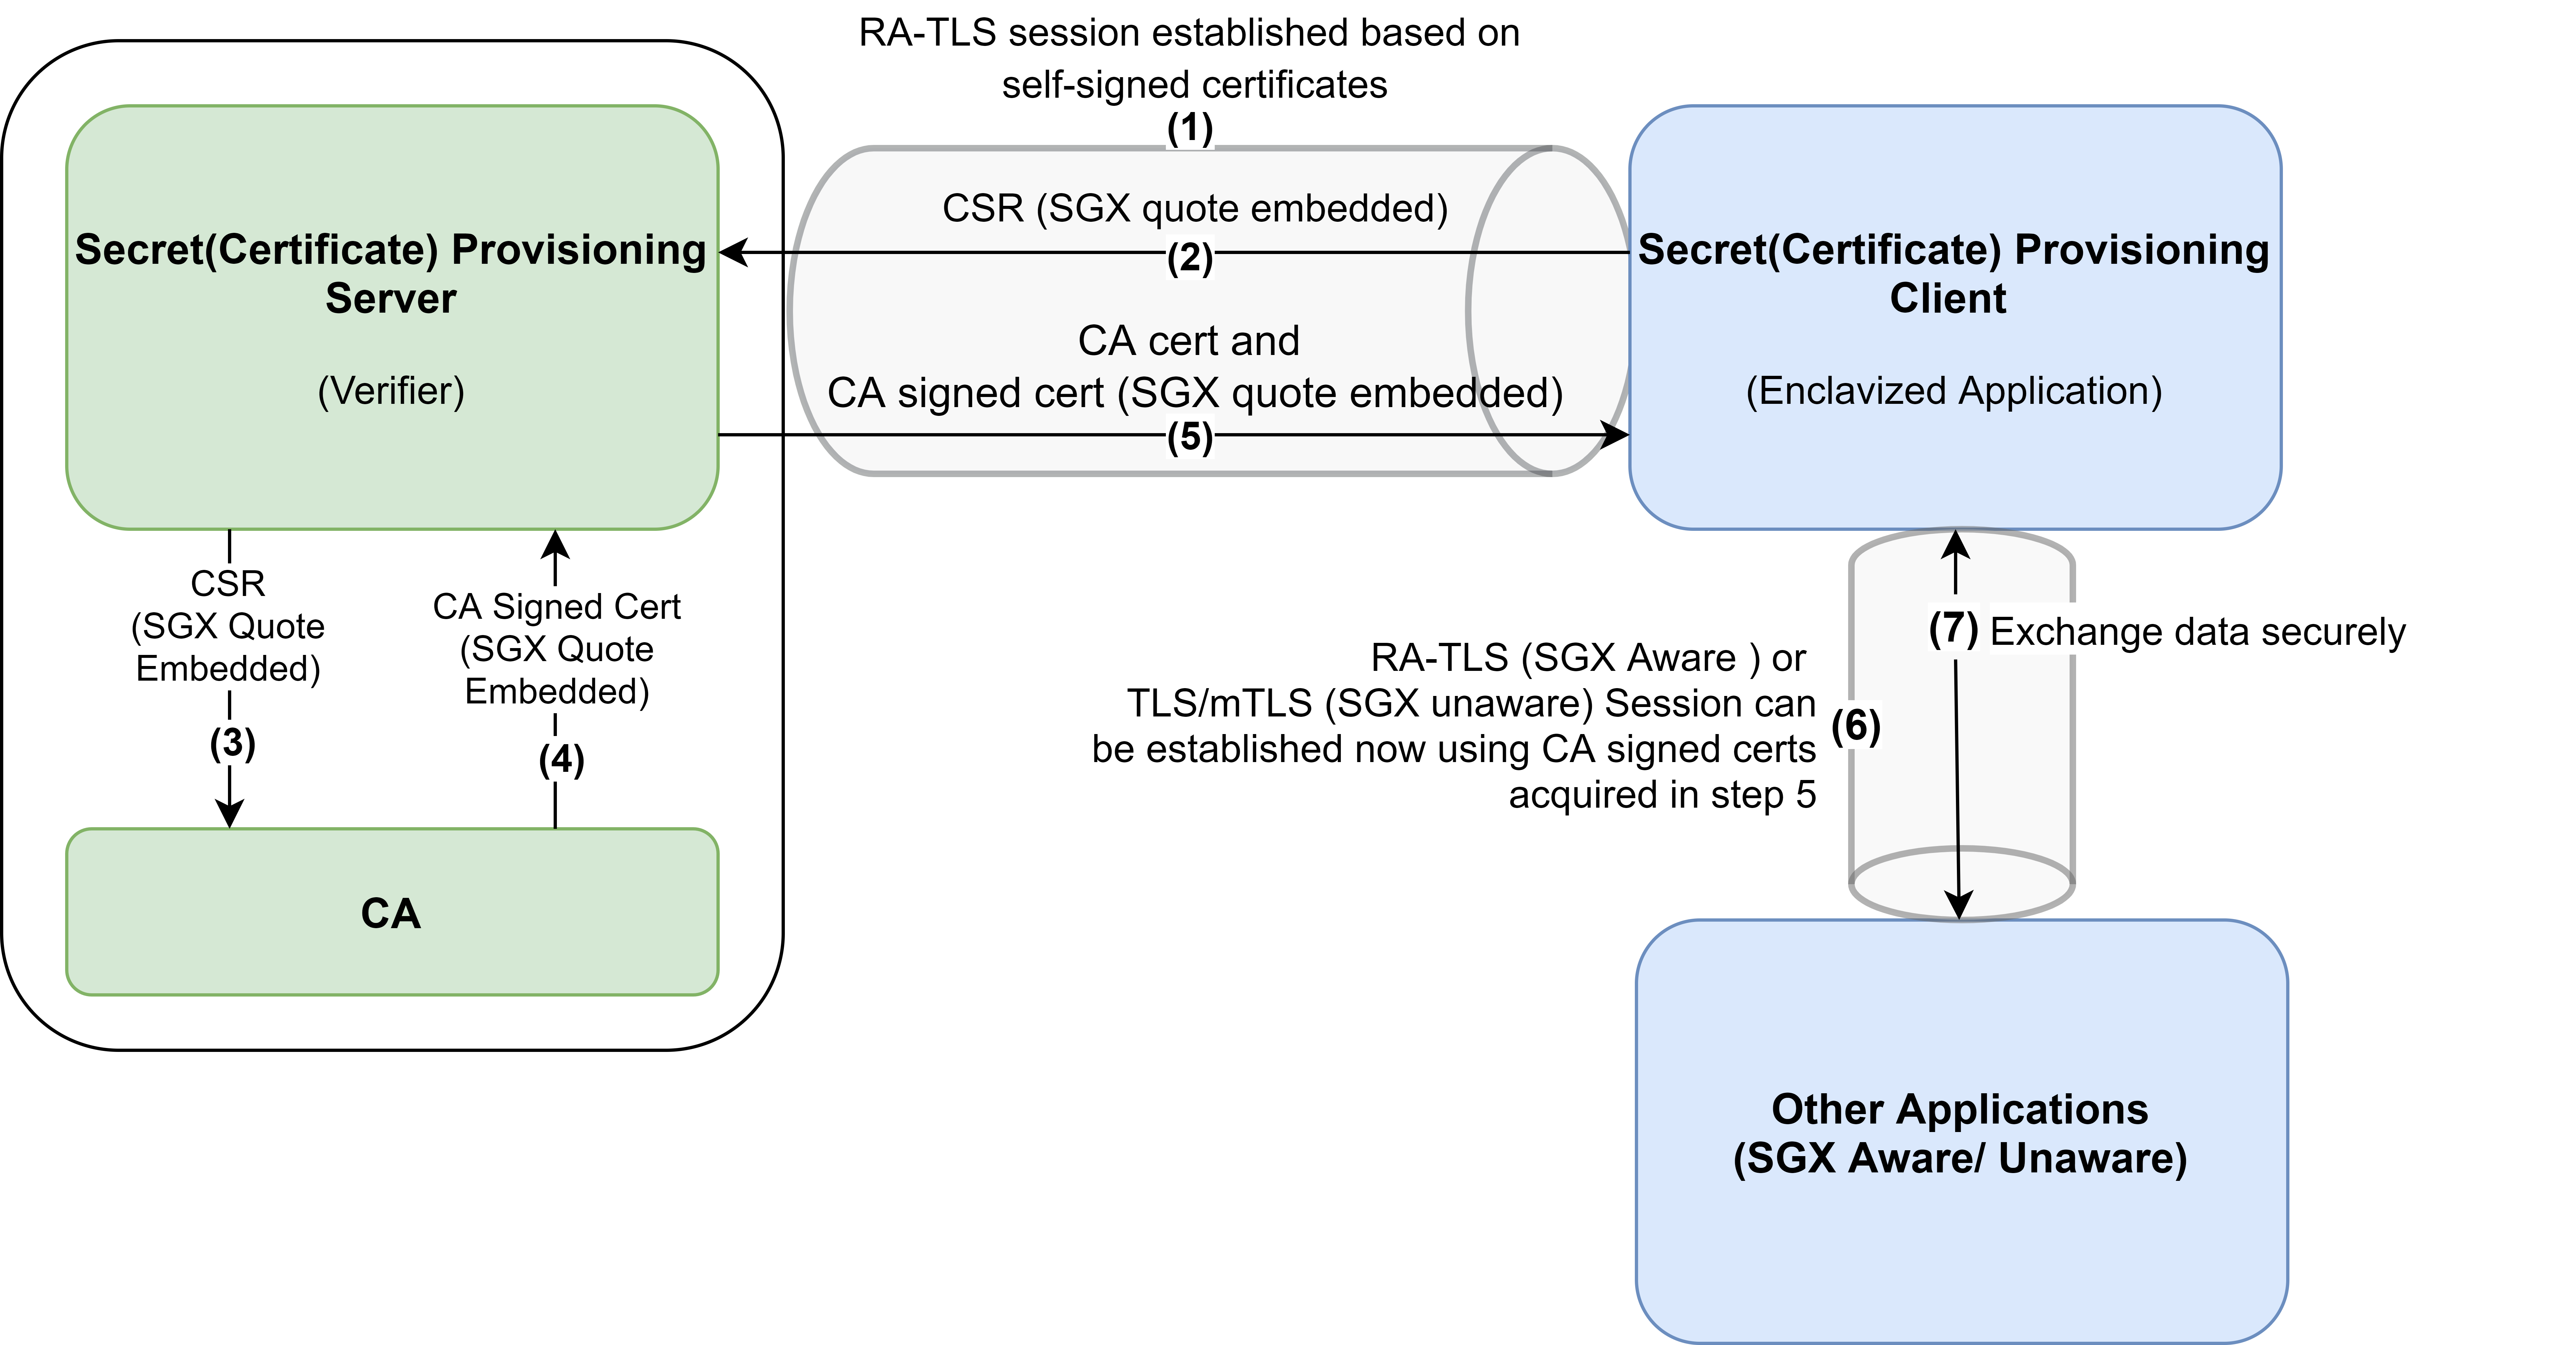 RA-TLS session established based on
self-signed certificates
(1)
Secret(Certificate) Provisioning
Server
(Verifier)
CSR (SGX quote embedded)
(2)
CA cert and
CA signed cert (SGX quote embedded)
(5)
Secret(Certificate) Provisioning
Client
(Enclavized Application)
CSR
(SGX Quote
Embedded)
(3)
CA Signed Cert
(SGX Quote
Embedded)
(4)
CA
RA-TLS (SGX Aware ) or
TLS/mTLS (SGX unaware) Session can
be established now using CA signed certs
acquired in step 5
(6)
(7) Exchange data securely
Other Applications
(SGX Aware/ Unaware)